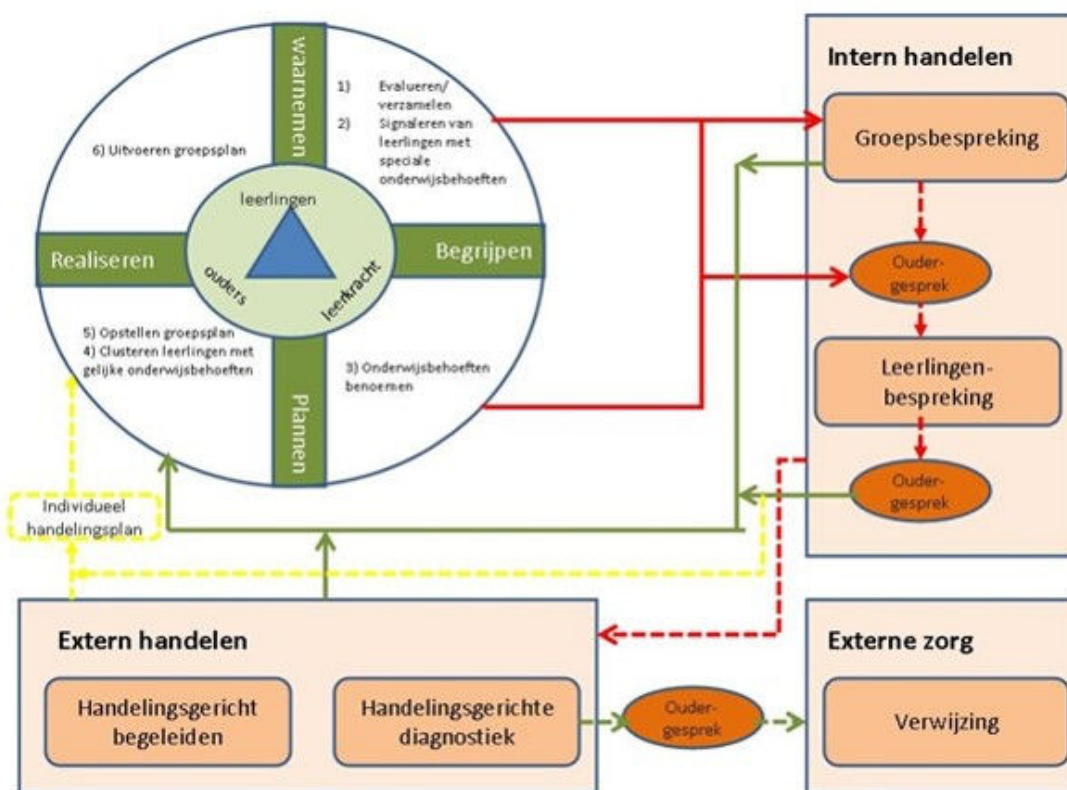 waarnemen
1) Evalueren/
verzamelen
2) Signaleren van
leerlingen met
speciale
onderwijsbehoeften
6) Uitvoeren groepsplan
leerlingen
Realiseren
Begrijpen
ouders
leerkracht
5) Opstellen groepsplan
4) Clusteren leerlingen met
gelijke onderwijsbehoeften
3) Onderwijsbehoeften
benoemen
Plannen
Individueel
handelingsplan
Intern handelen
Groepsbespreking
Ouder-
gesprek
Leerlingen-
bespreking
Ouder-
gesprek
Extern handelen
Handelingsgericht
begeleiden
Handelingsgerichte
diagnostiek
Ouder-
gesprek
Externe zorg
Verwijzing